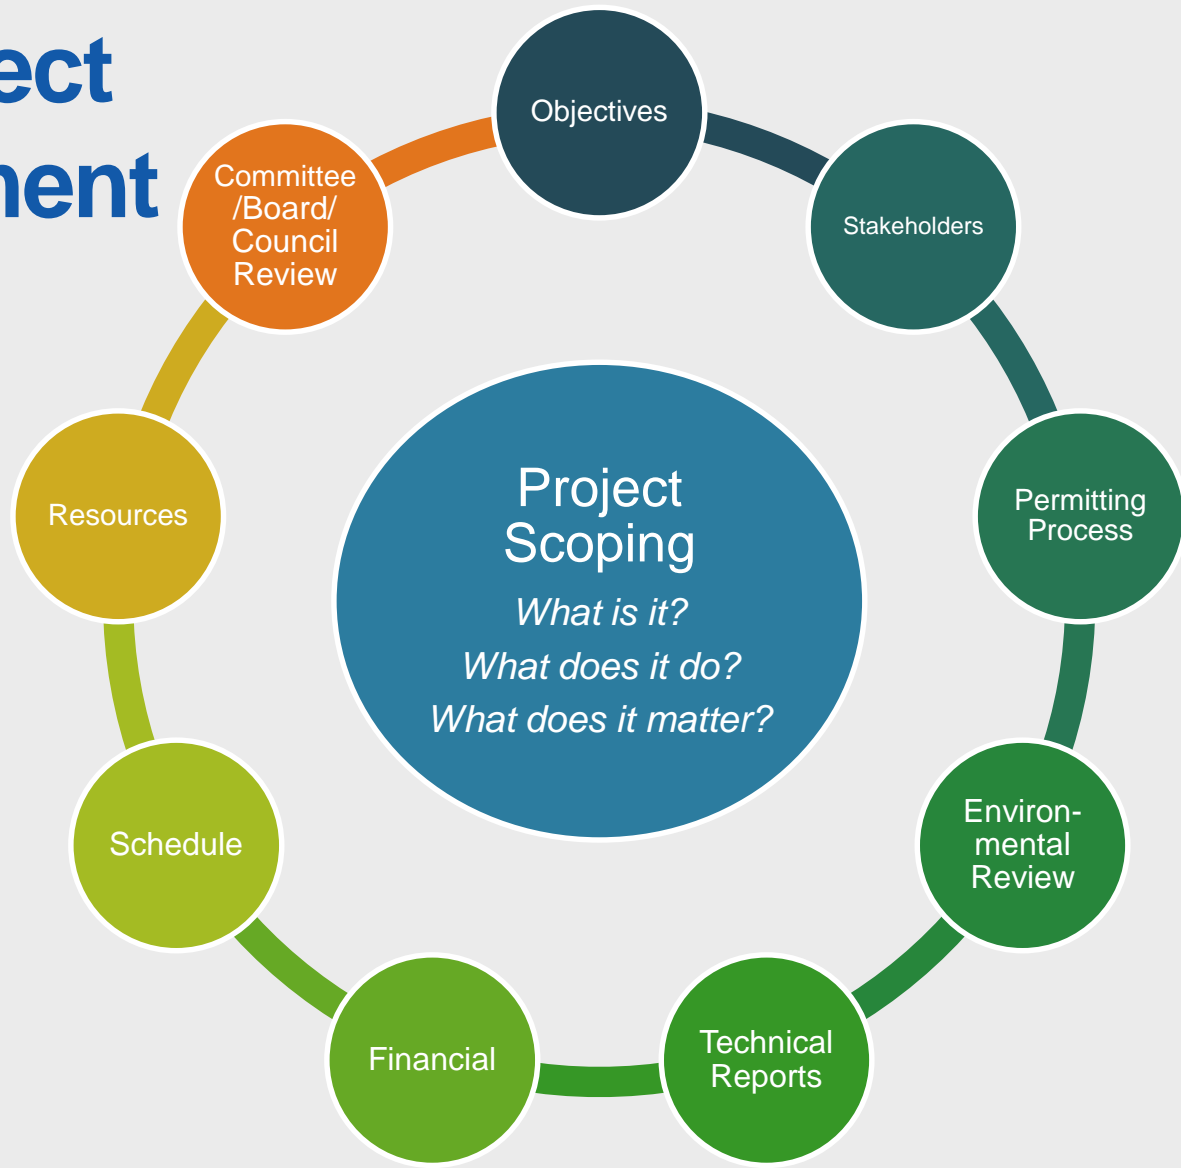 ect
ment
Objectives
Stakeholders
Permitting
Process
Environ-
mental
Review
Technical
Reports
Financial
Schedule
Resources
Committee
/Board/
Council
Review
Project
Scoping
What is it?
What does it do?
What does it matter?